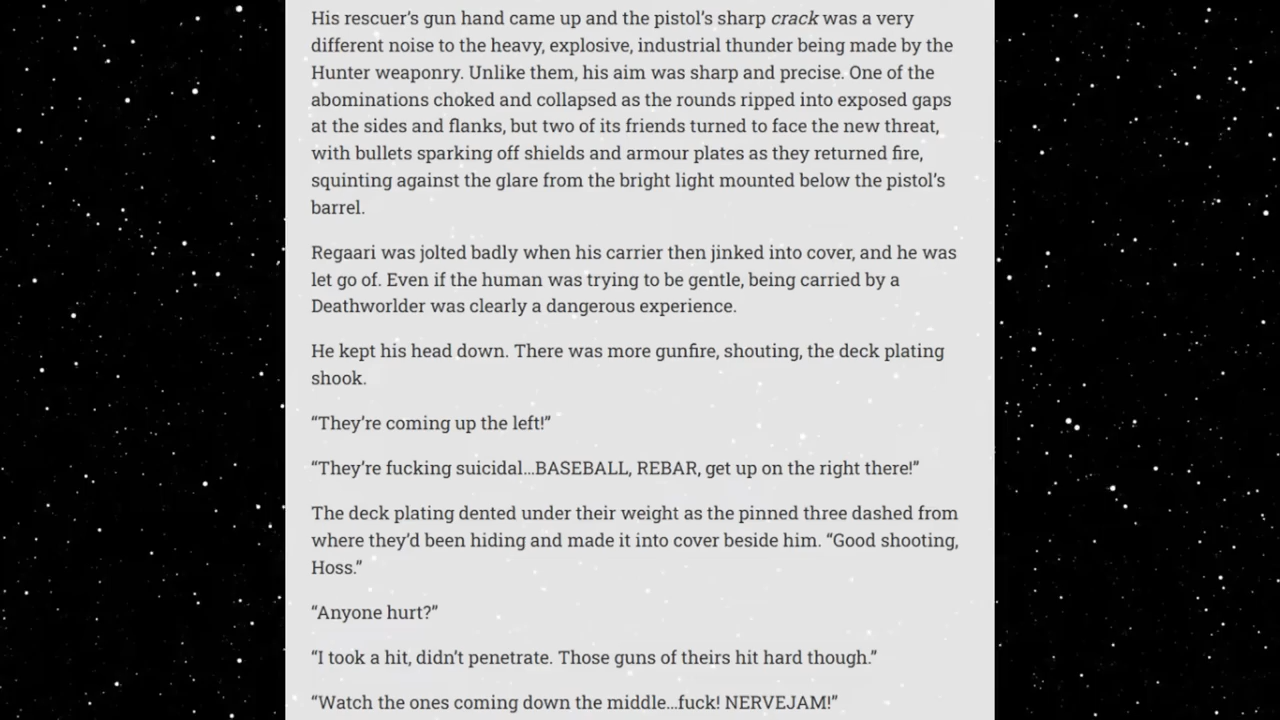 His rescuer’s gun hand came up and the pistol’s sharp crack was a very
different noise to the heavy, explosive, industrial thunder being made by the
Hunter weaponry. Unlike them, his aim was sharp and precise. One of the
abominations choked and collapsed as the rounds ripped into exposed gaps
at the sides and flanks, but two of its friends turned to face the new threat,
with bullets sparking off shields and armour plates as they returned fire,
squinting against the glare from the bright light mounted below the pistol’s
barrel.
Regaari was jolted badly when his carrier then jinked into cover, and he was
let go of. Even if the human was trying to be gentle, being carried by a
Deathworlder was clearly a dangerous experience.
He kept his head down. There was more gunfire, shouting, the deck plating
shook.
“They’re coming up the left!”
“They’re fucking suicidal…BASEBALL, REBAR, get up on the right there!”
The deck plating dented under their weight as the pinned three dashed from
where they’d been hiding and made it into cover beside him. “Good shooting,
Hoss.”
“Anyone hurt?”
“I took a hit, didn’t penetrate. Those guns of theirs hit hard though.”
“Watch the ones coming down the middle…fuck! NERVEJAM!”